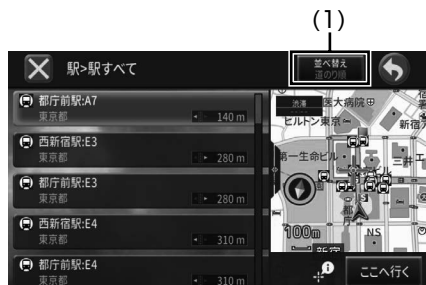 (1)
駅>駅すべて
並べ替え
道のり順
都庁前駅:A7
東京都
140 m
西新宿駅:E3
東京都
280 m
都庁前駅:E3
東京都
280 m
西新宿駅:E4
東京都
310 m
都庁前駅:E4
東京都
310 m
渋滞
医大病院
ヒルトン東京
新宿
第一生命ビル
三井
都
庁
100m
NS
新宿
ここへ行く